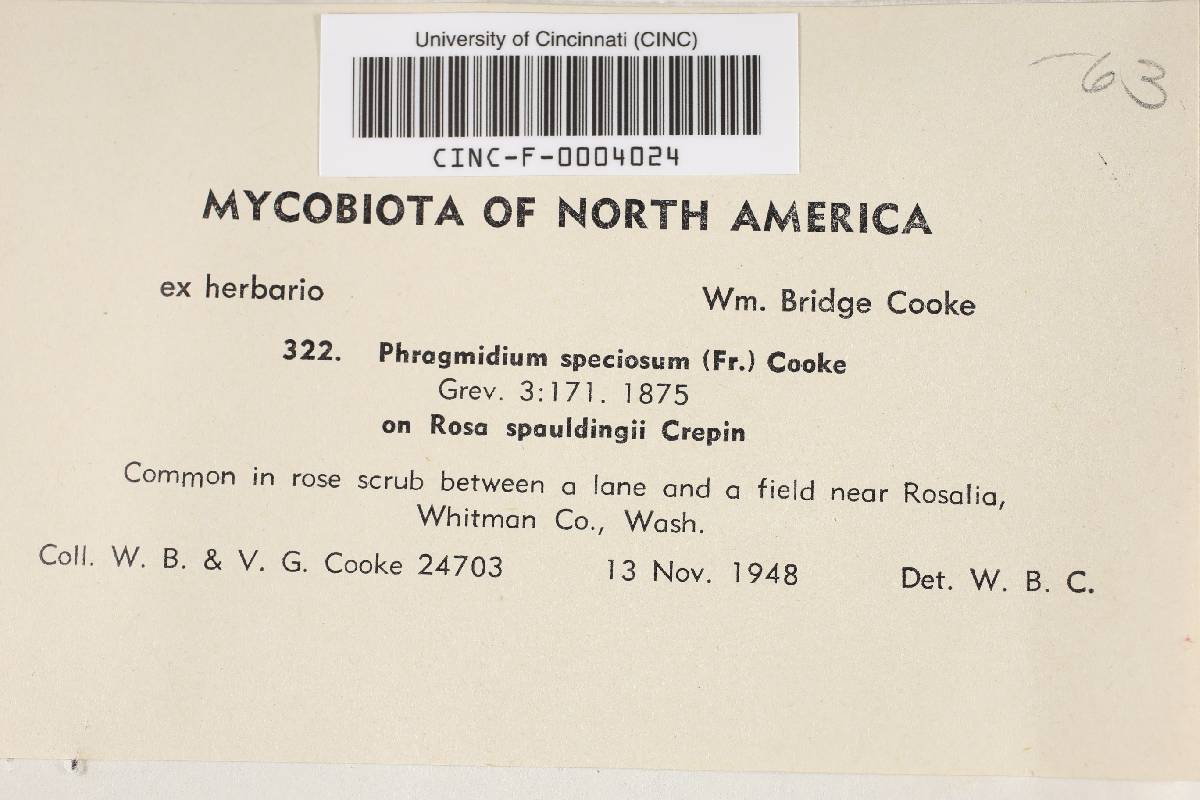 University of Cincinnati (CINC)
CINC-F-0004024
63
MYCOBIOTA OF NORTH AMERICA
ex herbario Wm. Bridge Cooke
322. Phragmidium speciosum (Fr.) Cooke
Grev. 3:171. 1875
on Rosa spauldingii Crepin
Common in rose scrub between a lane and a field near Rosalia,
Whitman Co., Wash.
Coll. W. B. & V. G. Cooke 24703 13 Nov. 1948 Det. W. B. C.